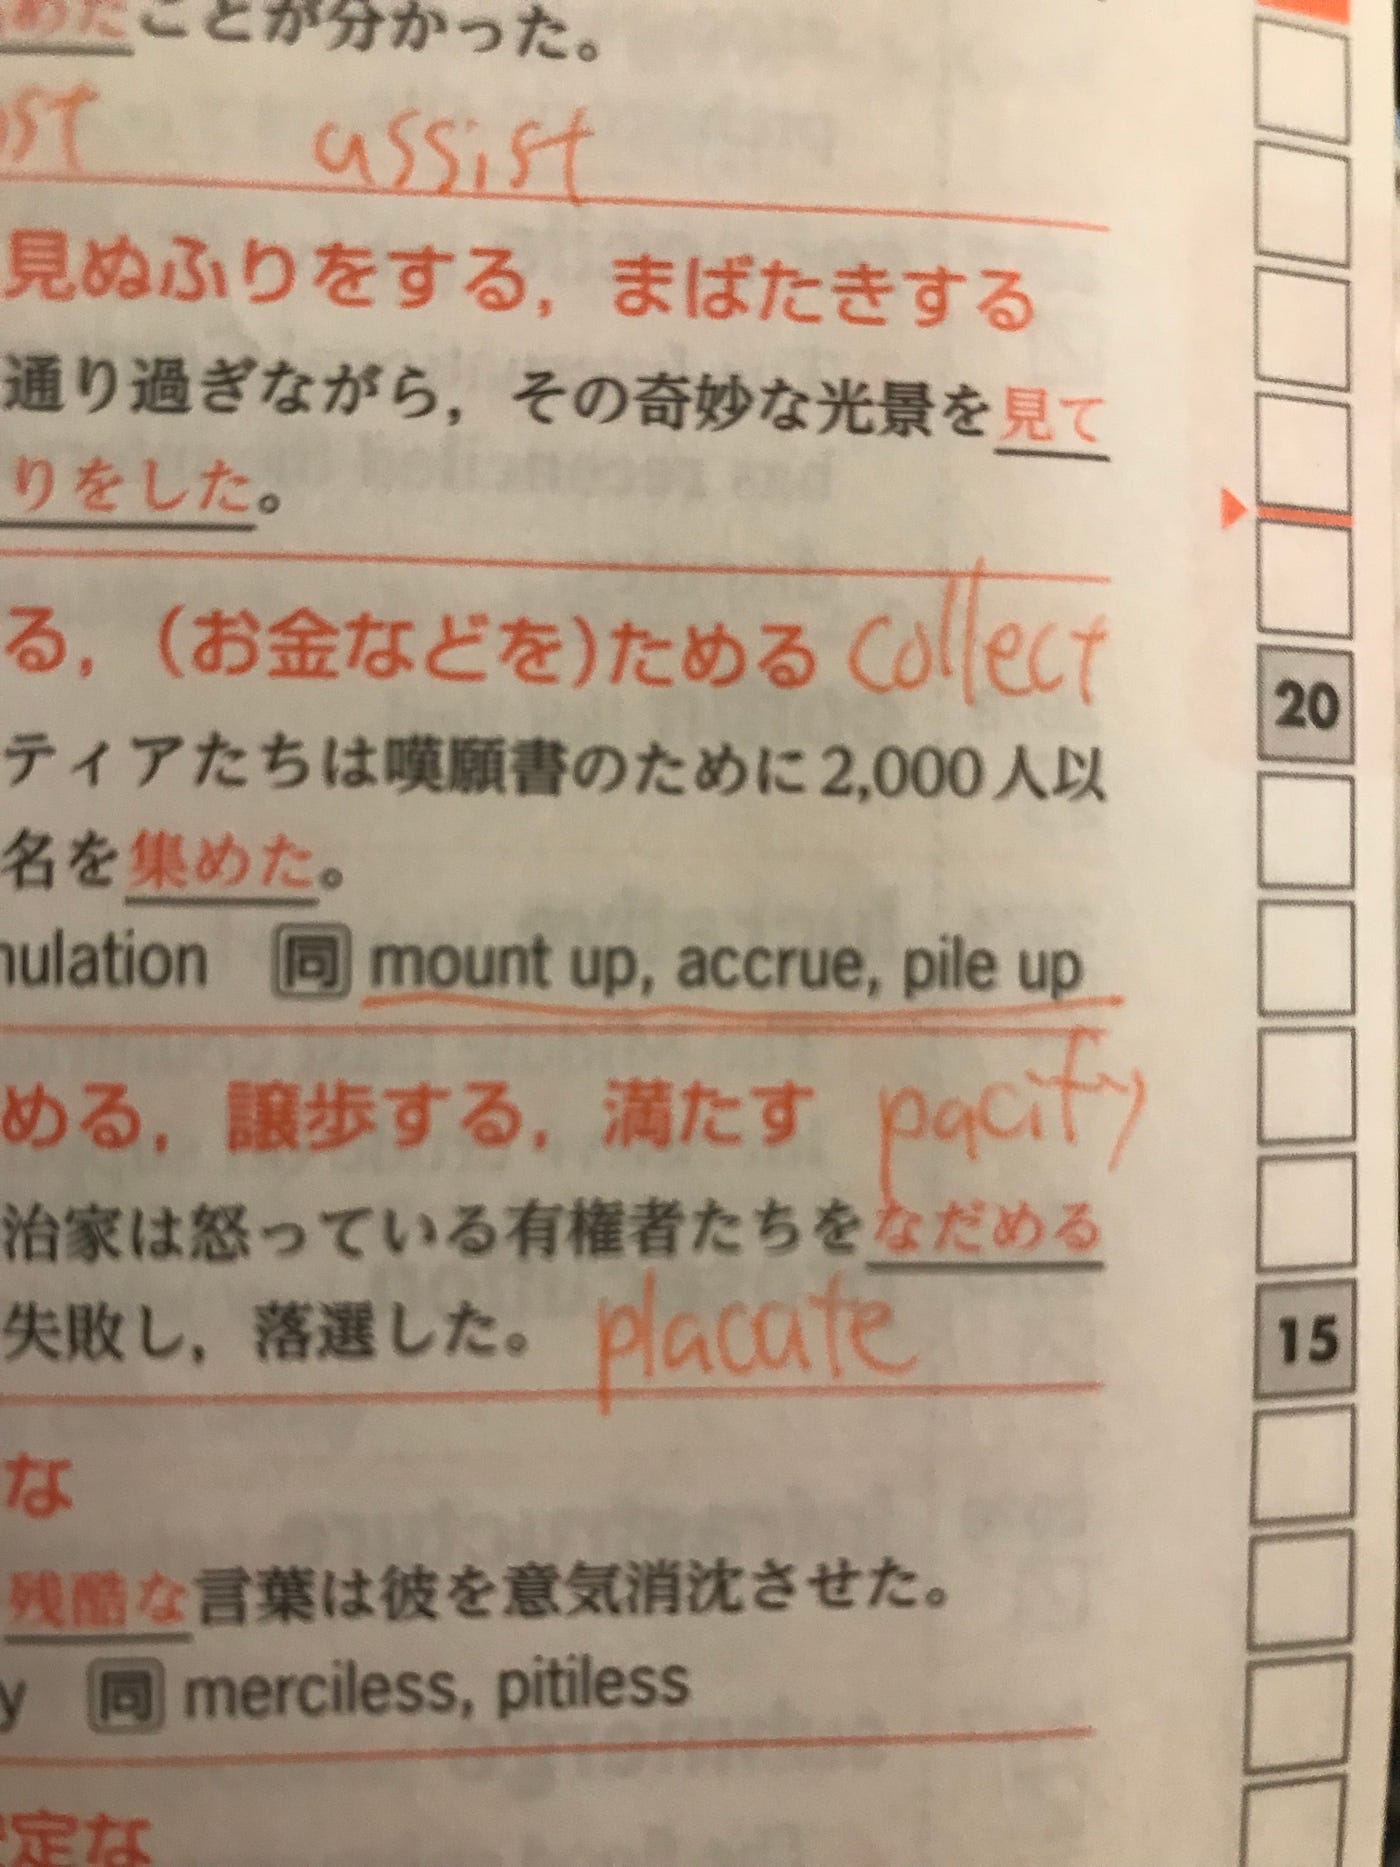 めたことが分かった。
assist
見ぬふりをする，まばたきする
通り過ぎながら，その奇妙な光景を見て
りをした。
る，（お金などを）ためる collect
ティアたちは嘆願書のために2,000人以
名を集めた。
mulation 同 mount up, accrue, pile up
める，譲歩する，満たす pacify
治家は怒っている有権者たちをなだめる
失敗し，落選した。 placate
な
残酷な言葉は彼を意気消沈させた。
y 同 merciless, pitiless
定な
20
15